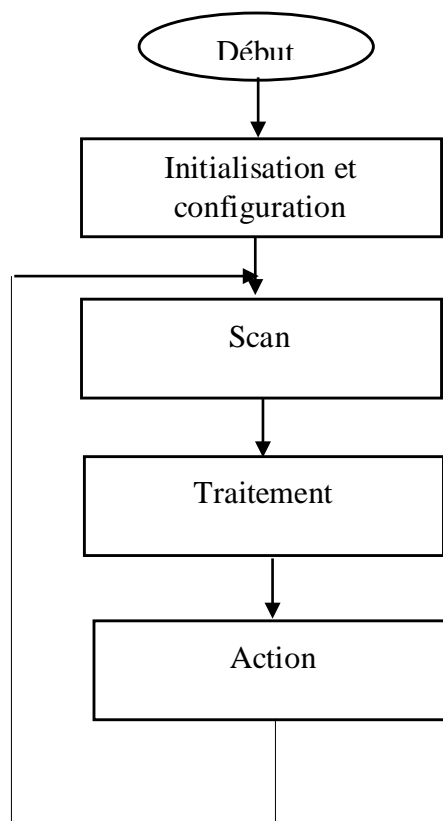 Début
Initialisation et
configuration
Scan
Traitement
Action